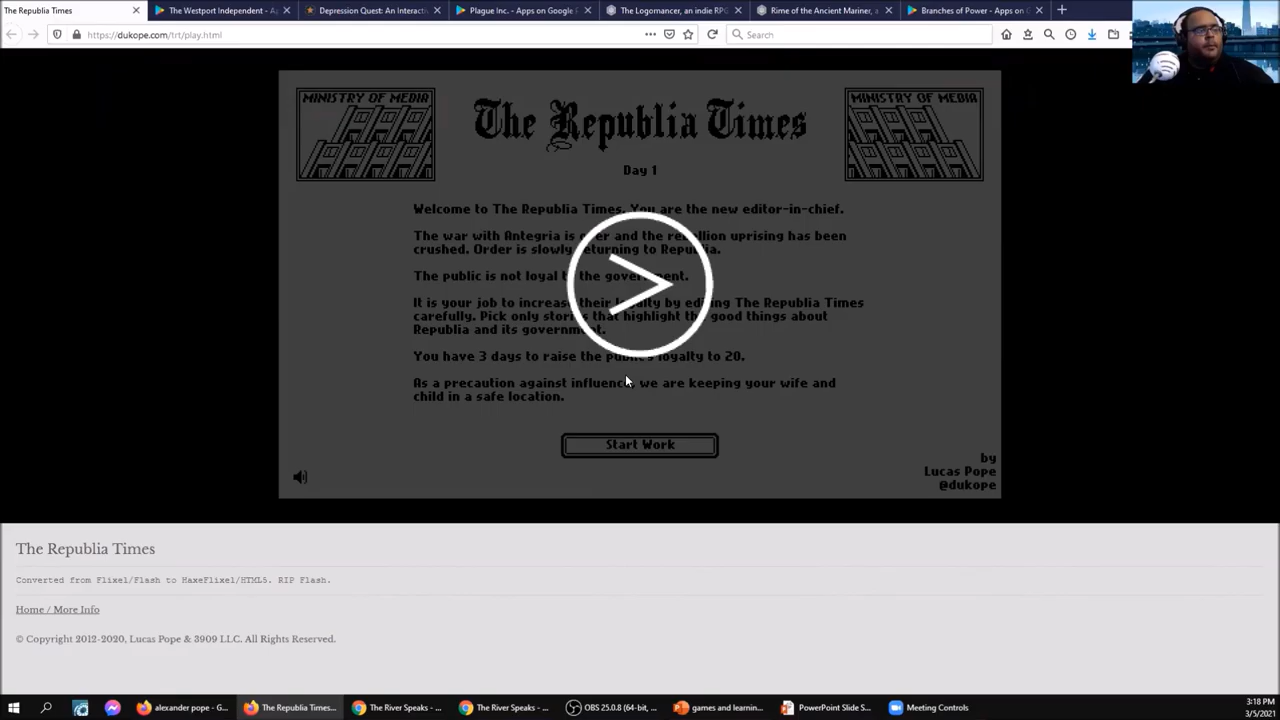 The Republia Times
The Westport Independent - Ap
Depression Quest: An Interactiv
Plague Inc. - Apps on Google P
The Logomancer, an indie RPG
Rime of the Ancient Mariner, a
Branches of Power - Apps on G
https://dukope.com/trt/play.html
Search
MINISTRY OF MEDIA
The Republia Times
MINISTRY OF MEDIA
Day 1
Welcome to The Republia Times. You are the new editor-in-chief.
The war with Antegria is over and the rebellion uprising has been
crushed. Order is slowly returning to Republia.
The public is not loyal to the government.
It is your job to increase their loyalty by editing The Republia Times
carefully. Pick only stories that highlight the good things about
Republia and its government.
You have 3 days to raise the public's loyalty to 20.
As a precaution against influence, we are keeping your wife and
child in a safe location.
Start Work
by
Lucas Pope
@dukope
The Republia Times
Converted from Flixel/Flash to HaxeFlixel/HTML5. RIP Flash.
Home / More Info
© Copyright 2012-2020, Lucas Pope & 3909 LLC. All Rights Reserved.
alexander pope - G...
The Republia Times...
The River Speaks - ...
The River Speaks - ...
OBS 25.0.8 (64-bit, ...
games and learnin...
PowerPoint Slide S...
Meeting Controls
3:18 PM
3/5/2021